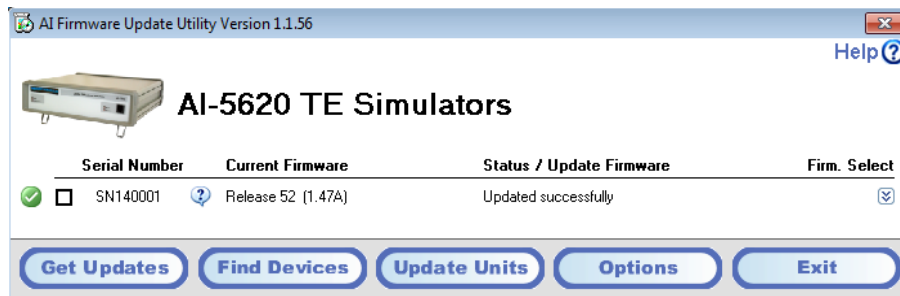 AI Firmware Update Utility Version 1.1.56
Help
AI-5620 TE Simulators
Serial Number Current Firmware Status / Update Firmware Firm. Select
SN140001 Release 52 (1.47A) Updated successfully
Get Updates Find Devices Update Units Options Exit